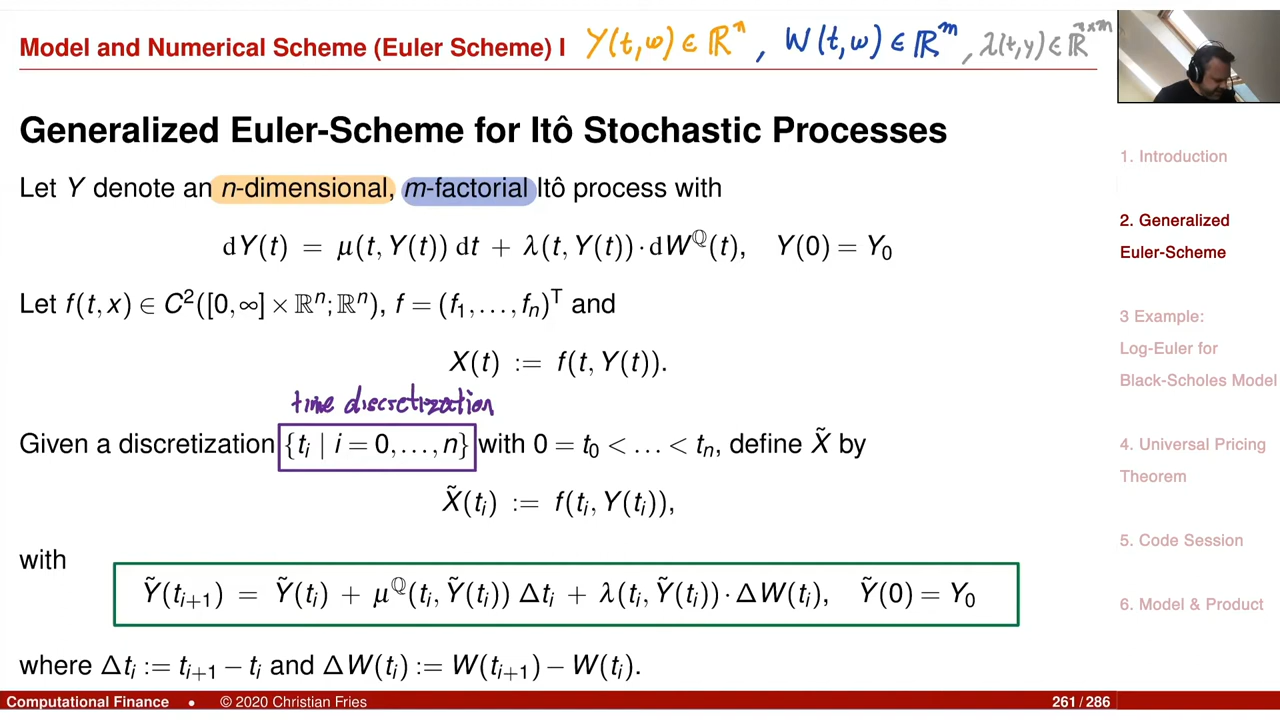 Model and Numerical Scheme (Euler Scheme) I Y(t,ω) ∈ ℝⁿ, W(t,ω) ∈ ℝᵐ, λ(t,y) ∈ ℝⁿˣᵐ
Generalized Euler-Scheme for Itô Stochastic Processes
Let Y denote an n-dimensional, m-factorial Itô process with
dY(t) = μ(t, Y(t)) dt + λ(t, Y(t)) · dW^ℚ(t), Y(0) = Y₀
Let f(t, x) ∈ C²([0, ∞] × ℝⁿ; ℝⁿ), f = (f₁, …, fₙ)ᵀ and
X(t) := f(t, Y(t)).
time discretization
Given a discretization {tᵢ | i = 0, …, n} with 0 = t₀ < … < tₙ, define X̃ by
X̃(tᵢ) := f(tᵢ, Y(tᵢ)),
with
Ỹ(tᵢ₊₁) = Ỹ(tᵢ) + μ^ℚ(tᵢ, Ỹ(tᵢ)) Δtᵢ + λ(tᵢ, Ỹ(tᵢ)) · ΔW(tᵢ), Ỹ(0) = Y₀
where Δtᵢ := tᵢ₊₁ − tᵢ and ΔW(tᵢ) := W(tᵢ₊₁) − W(tᵢ).
Computational Finance • © 2020 Christian Fries 261 / 286
1. Introduction
2. Generalized
Euler-Scheme
3 Example:
Log-Euler for
Black-Scholes Model
4. Universal Pricing
Theorem
5. Code Session
6. Model & Product